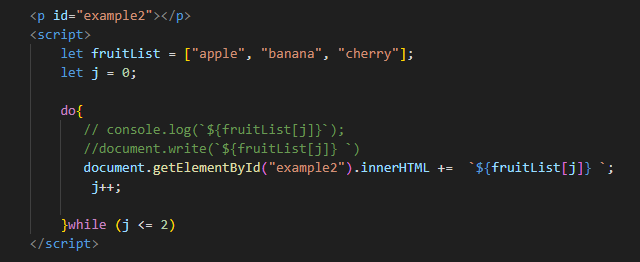 <p id="example2"></p>
<script>
    let fruitList = ["apple", "banana", "cherry"];
    let j = 0;

    do{
       // console.log(`${fruitList[j]}`);
       //document.write(`${fruitList[j]} `)
       document.getElementById("example2").innerHTML +=  `${fruitList[j]} `;
        j++;

    }while (j <= 2)
</script>